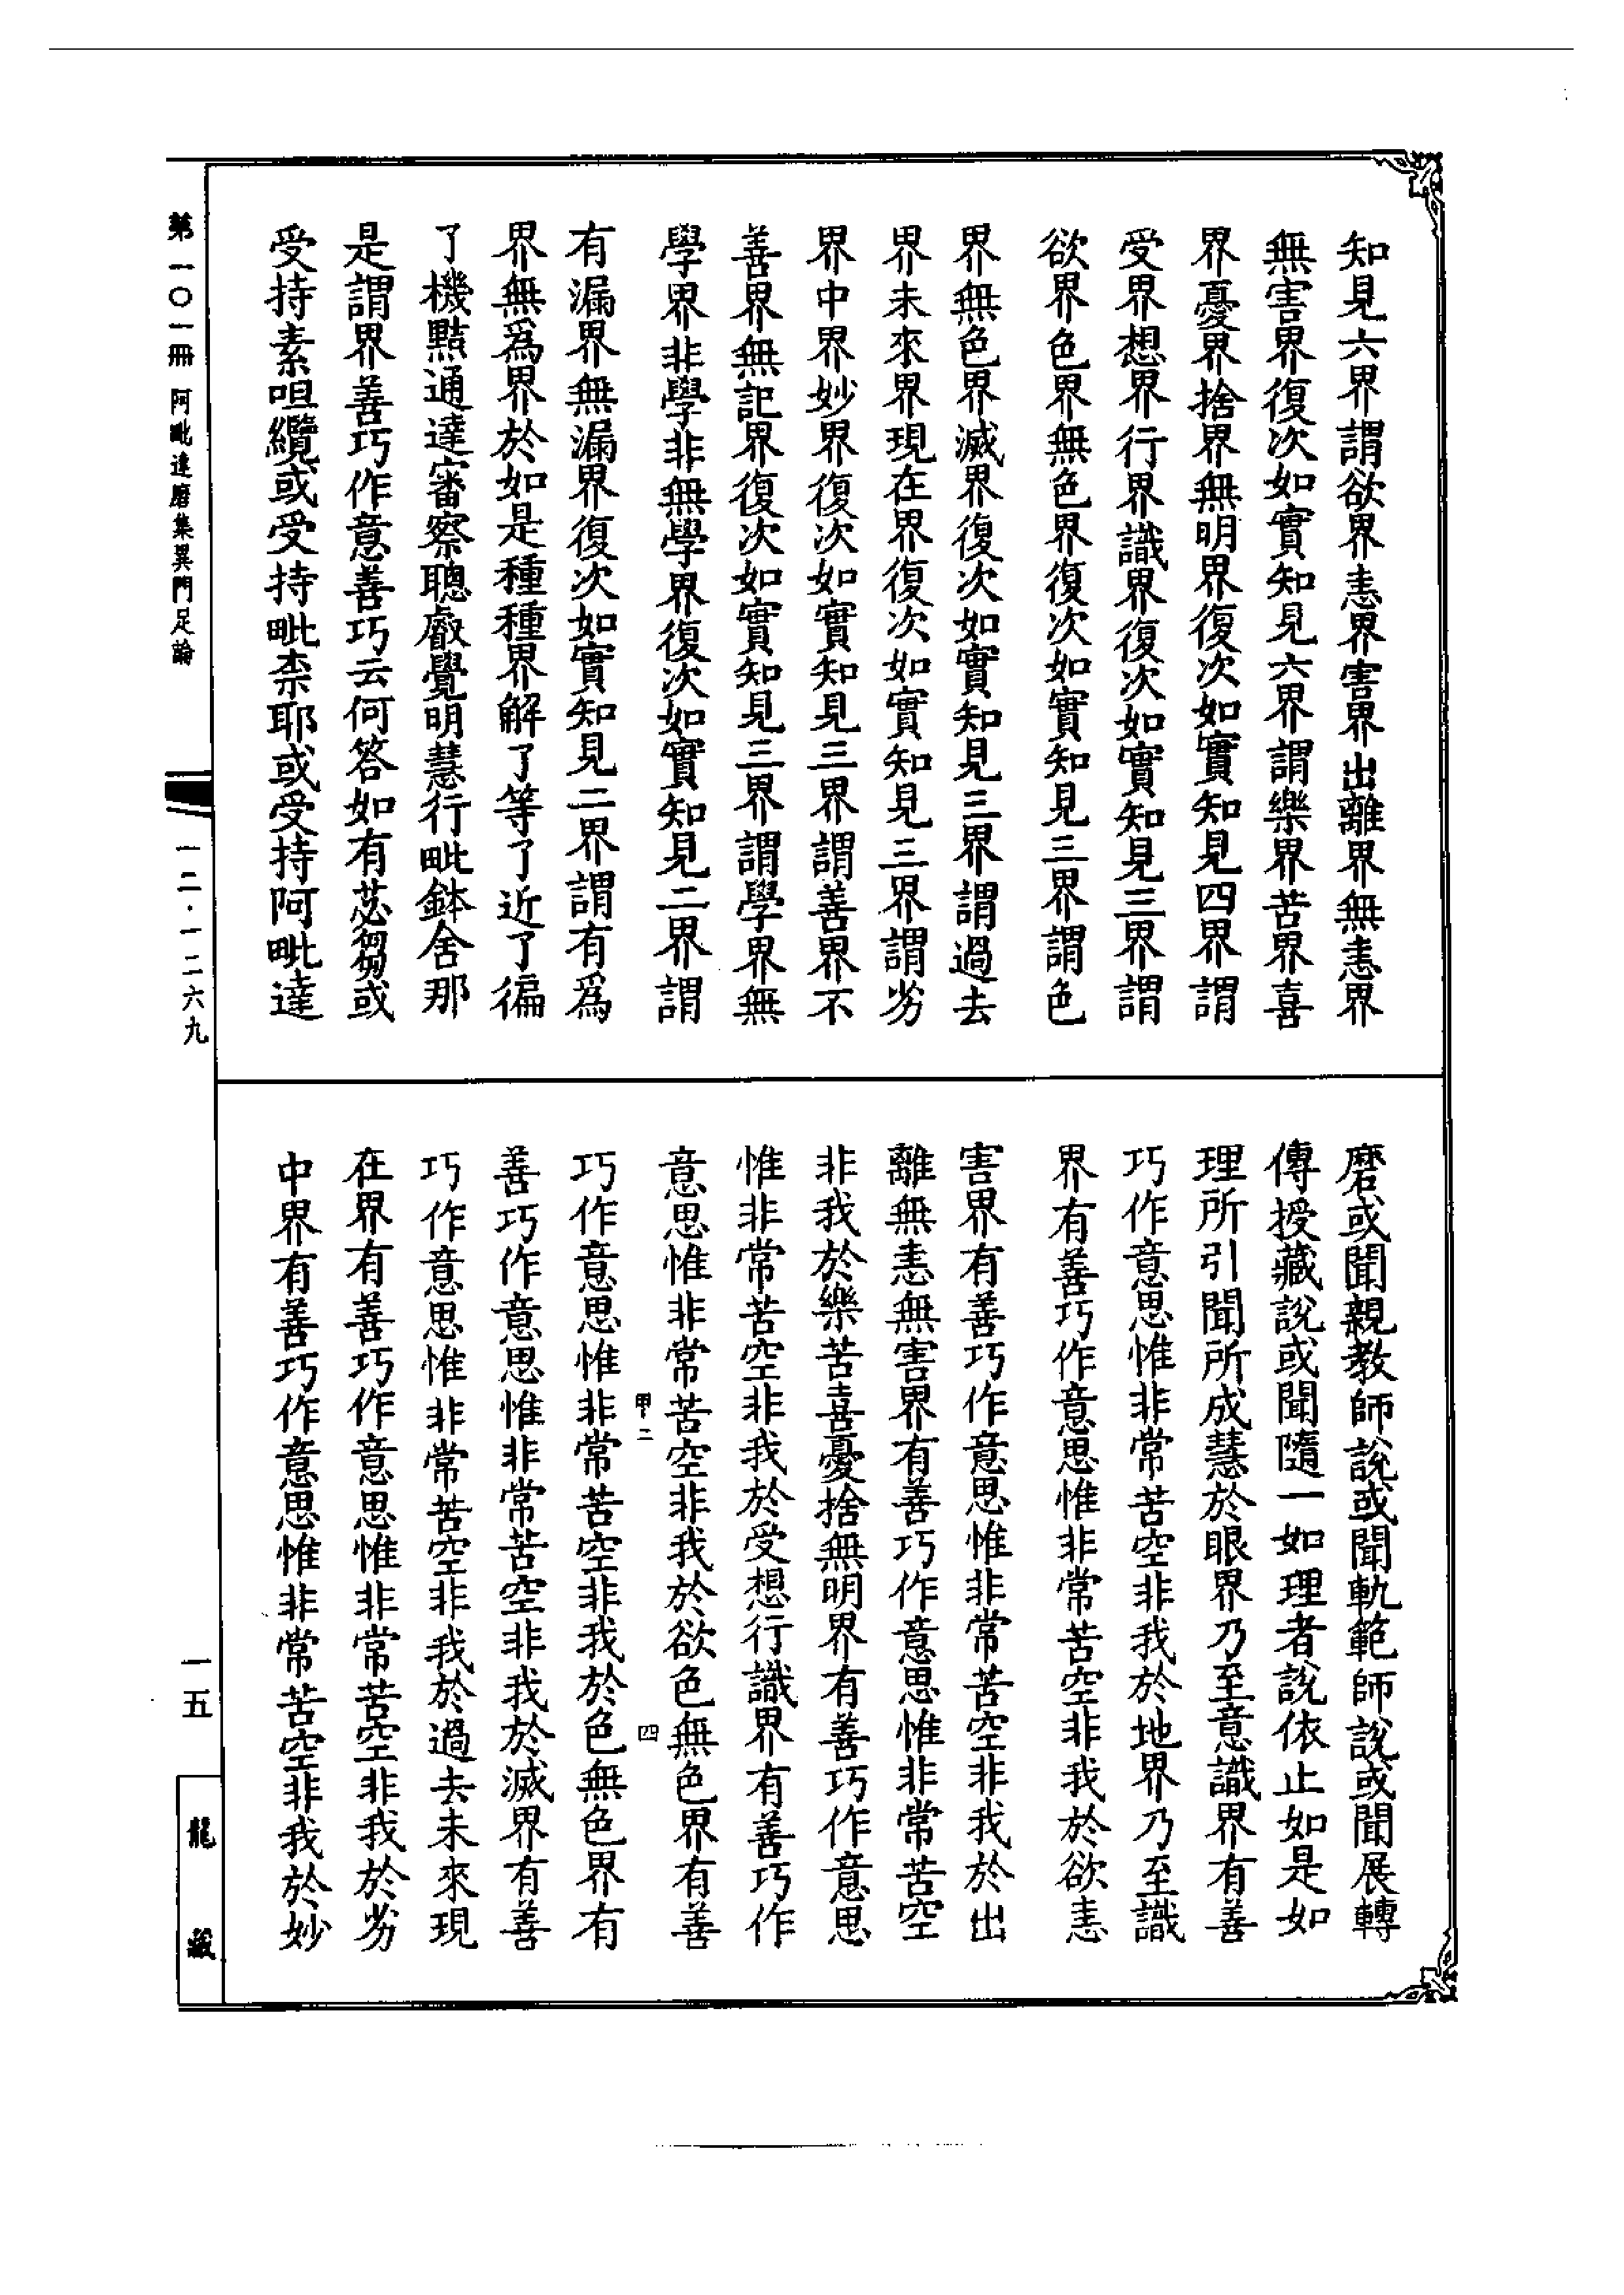 知見六界謂欲界恚界害界出離界無恚界
無害界復次如實知見六界謂樂界苦界喜
界憂界捨界無明界復次如實知見四界謂
受界想界行界識界復次如實知見三界謂
欲界色界無色界復次如實知見三界謂色
界無色界滅界復次如實知見三界謂過去
界未來界現在界復次如實知見三界謂劣
界中界妙界復次如實知見三界謂善界不
善界無記界復次如實知見三界謂學界無
學界非學非無學界復次如實知見二界謂
有漏界無漏界復次如實知見二界謂有為
界無為界於如是種種界解了等了近了徧
了機黠通達審察聰叡覺明慧行毗鉢舍那
是謂界善巧作意善巧云何答如有苾芻或
受持素呾纜或受持毗柰耶或受持阿毗達
磨或聞親教師說或聞軌範師說或聞展轉
傳授藏說或聞隨一如理者說依止如是如
理所引聞所成慧於眼界乃至意識界有善
巧作意思惟非常苦空非我於地界乃至識
界有善巧作意思惟非常苦空非我於欲恚
害界有善巧作意思惟非常苦空非我於出
離無恚無害界有善巧作意思惟非常苦空
非我於樂苦喜憂捨無明界有善巧作意思
惟非常苦空非我於受想行識界有善巧作
意思惟非常苦空非我於欲色無色界有善
甲二 四
巧作意思惟非常苦空非我於色無色界有
善巧作意思惟非常苦空非我於滅界有善
巧作意思惟非常苦空非我於過去未來現
在界有善巧作意思惟非常苦空非我於劣
中界有善巧作意思惟非常苦空非我於妙
第一〇一冊 阿毗達磨集異門足論
一二·一二六九
一五
龍藏